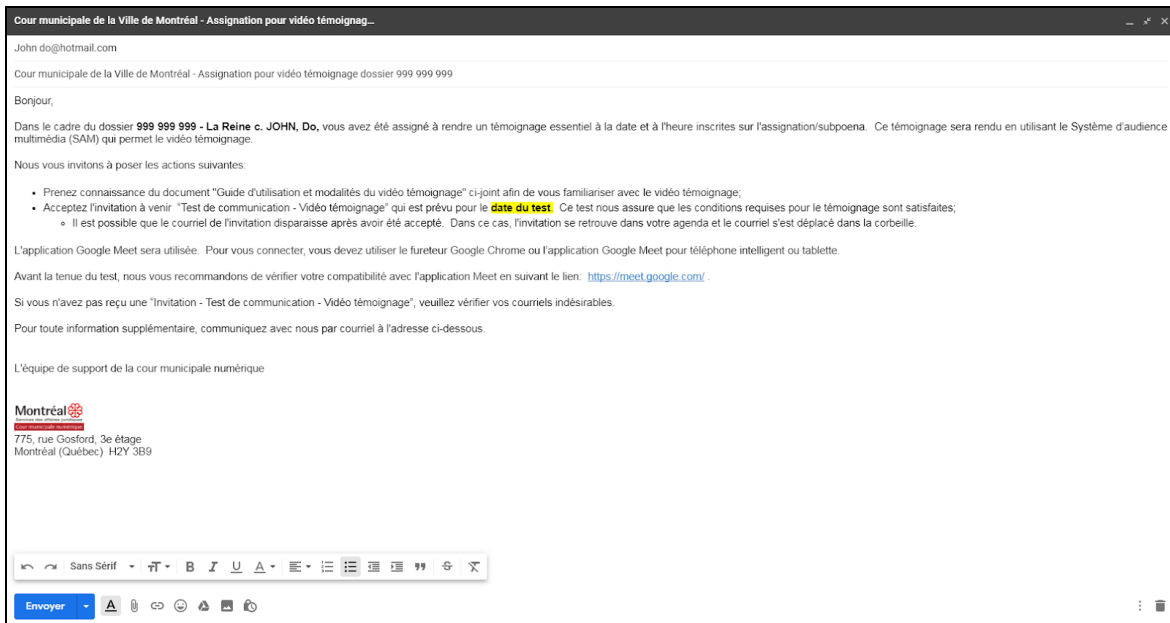 Cour municipale de la Ville de Montréal - Assignation pour vidéo témoignag...
John do@hotmail.com
Cour municipale de la Ville de Montréal - Assignation pour vidéo témoignage dossier 999 999 999
Bonjour,
Dans le cadre du dossier 999 999 999 - La Reine c. JOHN, Do, vous avez été assigné à rendre un témoignage essentiel à la date et à l'heure inscrites sur l'assignation/subpoena. Ce témoignage sera rendu en utilisant le Système d'audience
multimédia (SAM) qui permet le vidéo témoignage.
Nous vous invitons à poser les actions suivantes:
Prenez connaissance du document "Guide d'utilisation et modalités du vidéo témoignage" ci-joint afin de vous familiariser avec le vidéo témoignage;
Acceptez l'invitation à venir "Test de communication - Vidéo témoignage" qui est prévu pour le date du test. Ce test nous assure que les conditions requises pour le témoignage sont satisfaites;
Il est possible que le courriel de l'invitation disparaisse après avoir été accepté. Dans ce cas, l'invitation se retrouve dans votre agenda et le courriel s'est déplacé dans la corbeille.
L'application Google Meet sera utilisée. Pour vous connecter, vous devez utiliser le fureteur Google Chrome ou l'application Google Meet pour téléphone intelligent ou tablette.
Avant la tenue du test, nous vous recommandons de vérifier votre compatibilité avec l'application Meet en suivant le lien: https://meet.google.com/ .
Si vous n'avez pas reçu une "Invitation - Test de communication - Vidéo témoignage", veuillez vérifier vos courriels indésirables.
Pour toute information supplémentaire, communiquez avec nous par courriel à l'adresse ci-dessous.
L'équipe de support de la cour municipale numérique
Montréal
Services des affaires juridiques
Cour municipale numérique
775, rue Gosford, 3e étage
Montréal (Québec) H2Y 3B9
Sans Sérif
Envoyer